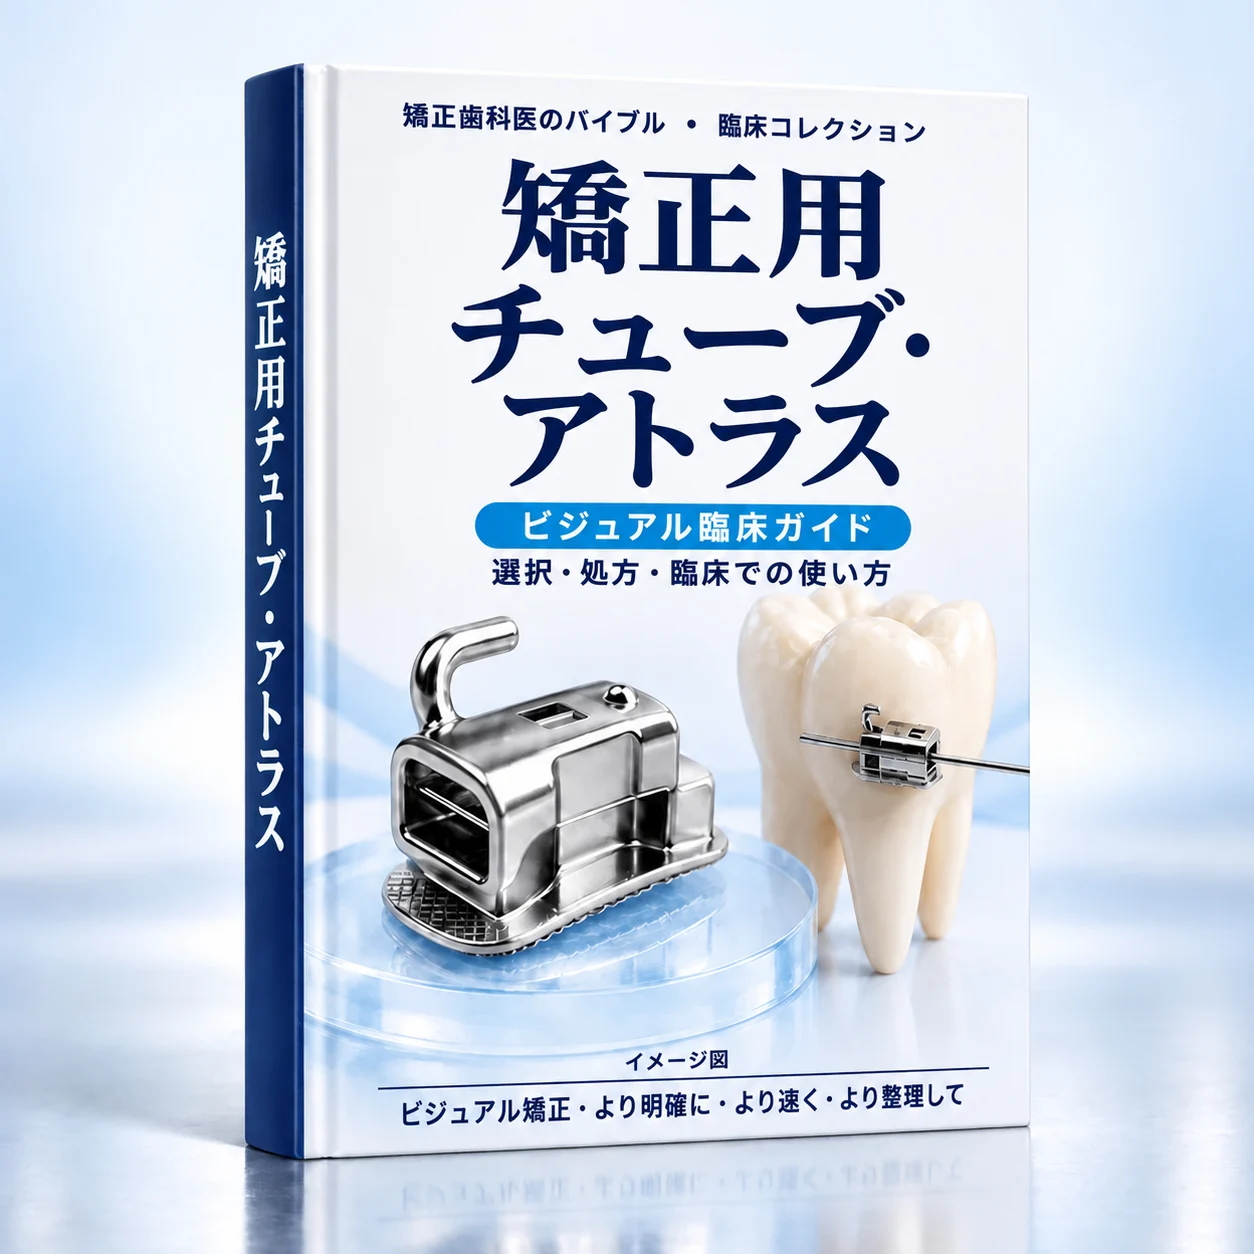 矯正歯科医のバイブル ・ 臨床コレクション
矯正用
チューブ・
アトラス
ビジュアル臨床ガイド
選択・処方・臨床での使い方
イメージ図
ビジュアル矯正・より明確に・より速く・より整理して
矯正用チューブ・アトラス